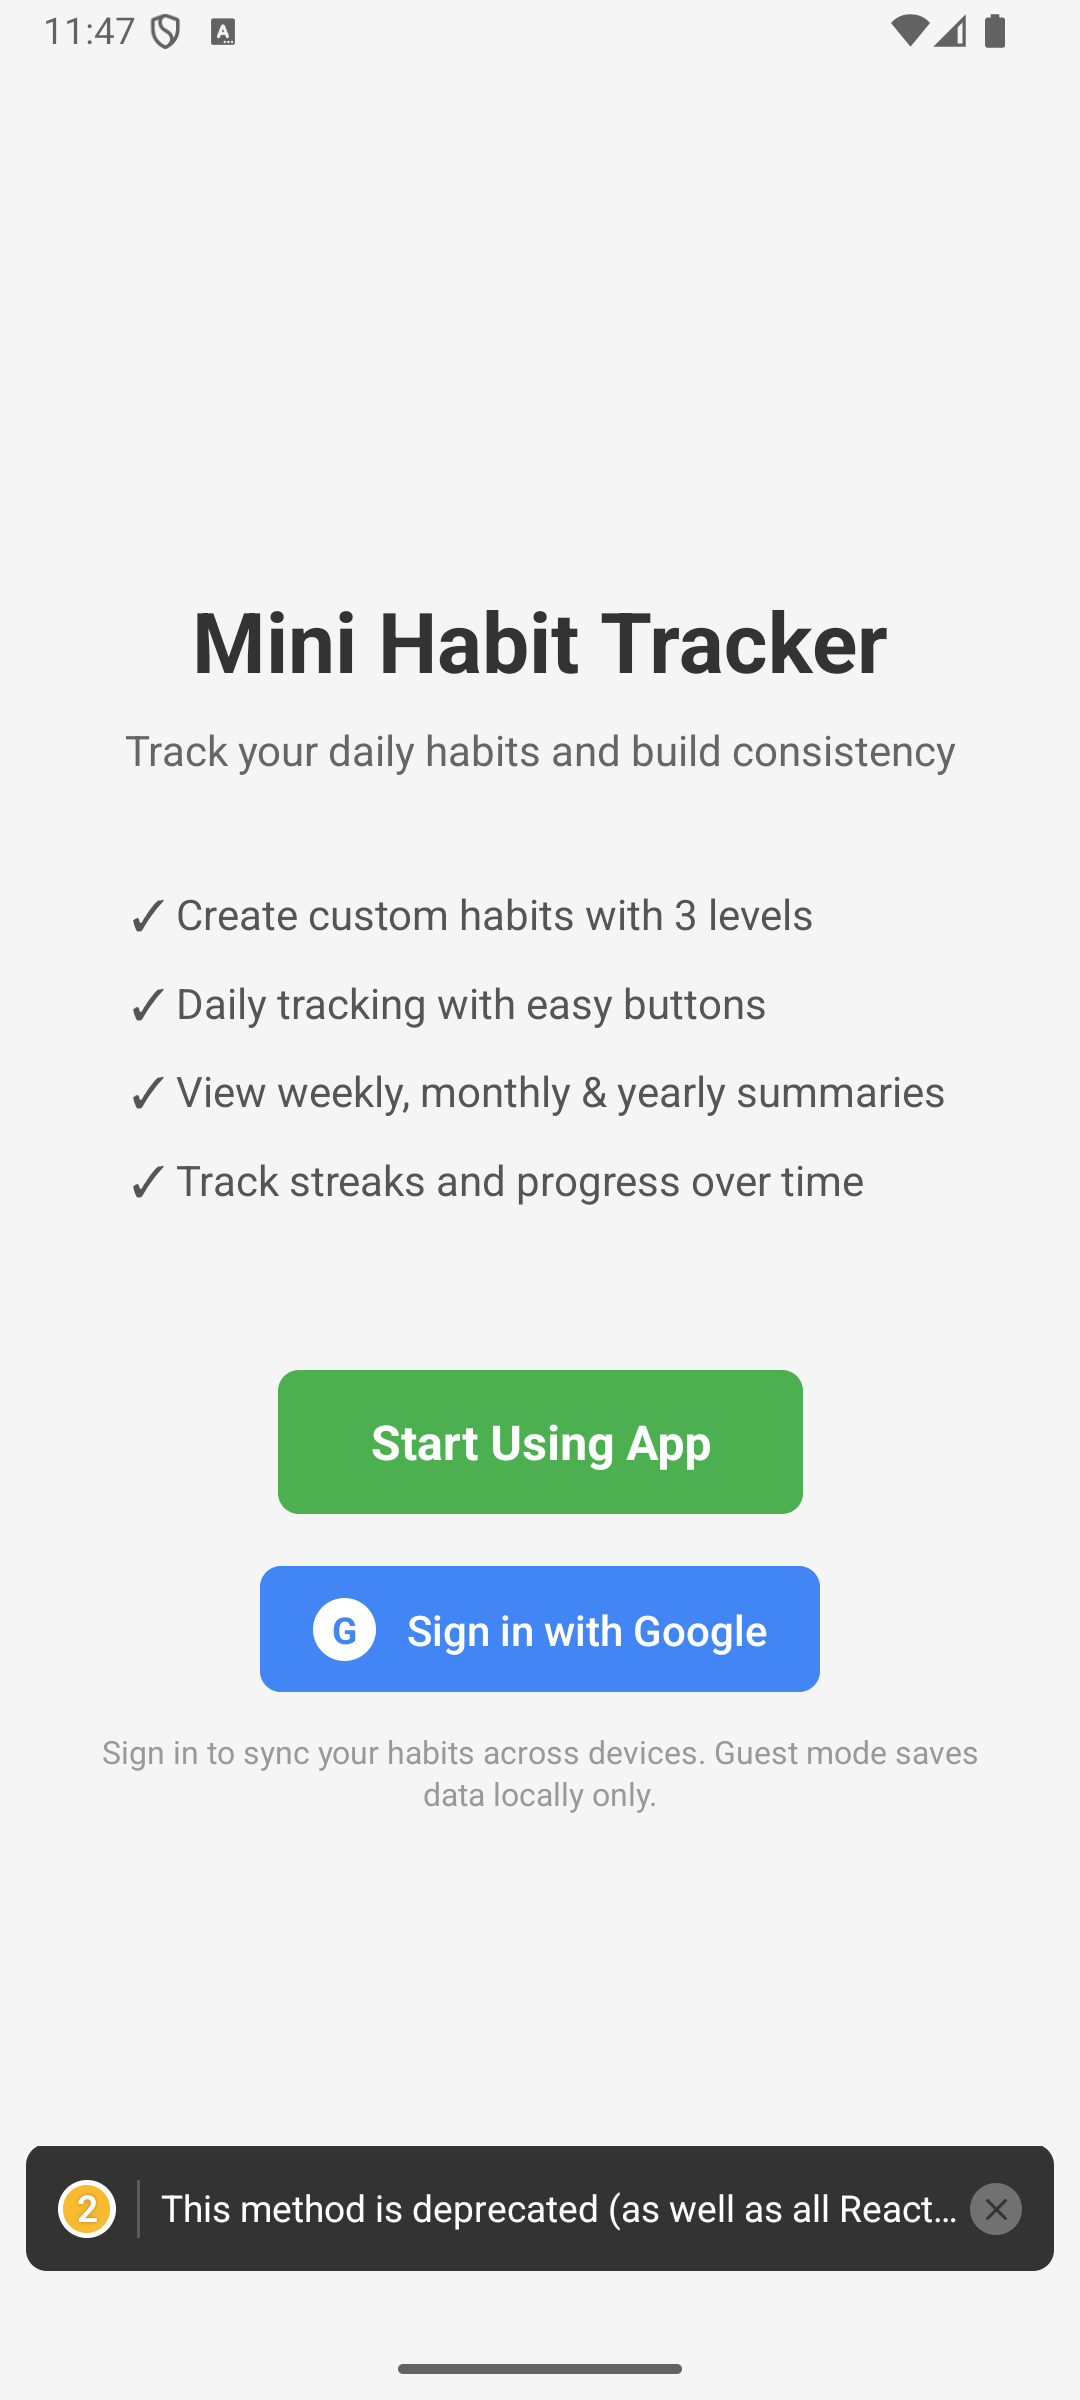 11:47
Mini Habit Tracker
Track your daily habits and build consistency
✓ Create custom habits with 3 levels
✓ Daily tracking with easy buttons
✓ View weekly, monthly & yearly summaries
✓ Track streaks and progress over time
Start Using App
G Sign in with Google
Sign in to sync your habits across devices. Guest mode saves
data locally only.
2 This method is deprecated (as well as all React…